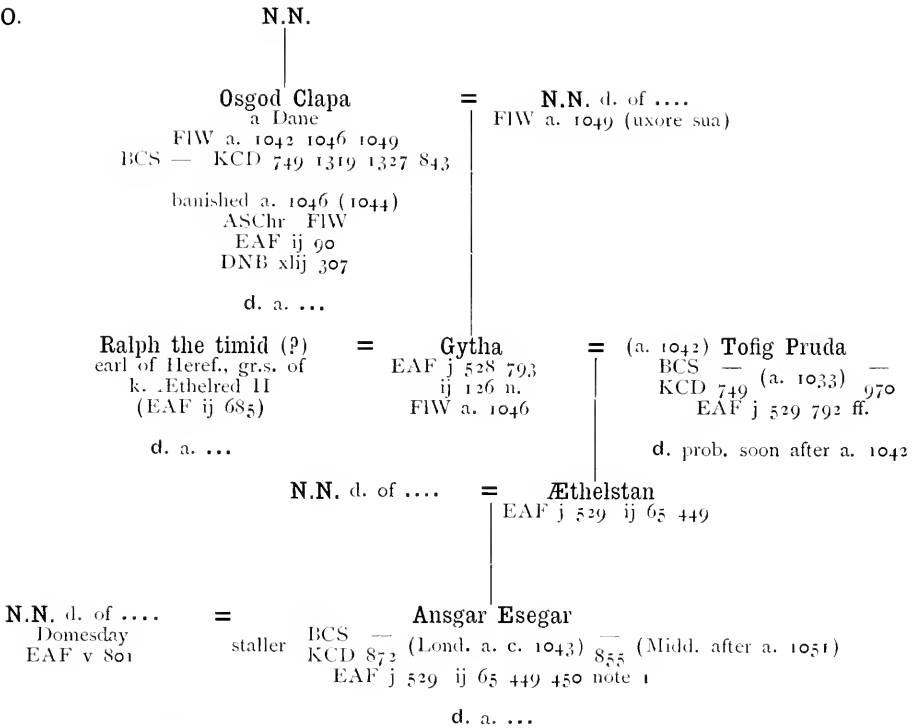 O. N.N.
Osgod Clapa = N.N. d. of ....
a Dane FlW a. 1049 (uxore sua)
FlW a. 1042 1046 1049
BCS — KCD 749 1319 1327 843
banished a. 1046 (1044)
ASChr FlW
EAF ij 90
DNB xlij 307
d. a. ...
Ralph the timid (?) = Gytha = (a. 1042) Tofig Pruda
earl of Heref., gr.s. of EAF j 528 793 BCS — —
k. Æthelred II ij 126 n. KCD 749 (a. 1033) 970
(EAF ij 685) FlW a. 1046 EAF j 529 792 ff.
d. a. ... d. prob. soon after a. 1042
N.N. d. of .... = Æthelstan
EAF j 529 ij 65 449
N.N. d. of .... = Ansgar Esegar
Domesday staller BCS — (Lond. a. c. 1043) — (Midd. after a. 1051)
EAF v 801 KCD 872 855
EAF j 529 ij 65 449 450 note 1
d. a. ...